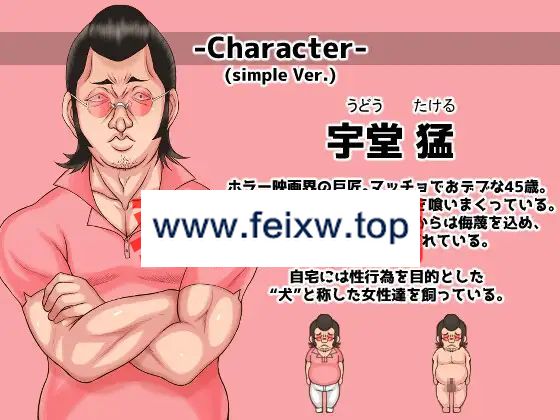 -Character-
(simple Ver.)
うどう たける
宇堂 猛
ホラー映画界の巨匠。マッチョでおデブな45歳。
を喰いまくっている。
からは侮蔑を込め、
れている。
www.feixw.top
自宅には性行為を目的とした
“犬”と称した女性達を飼っている。